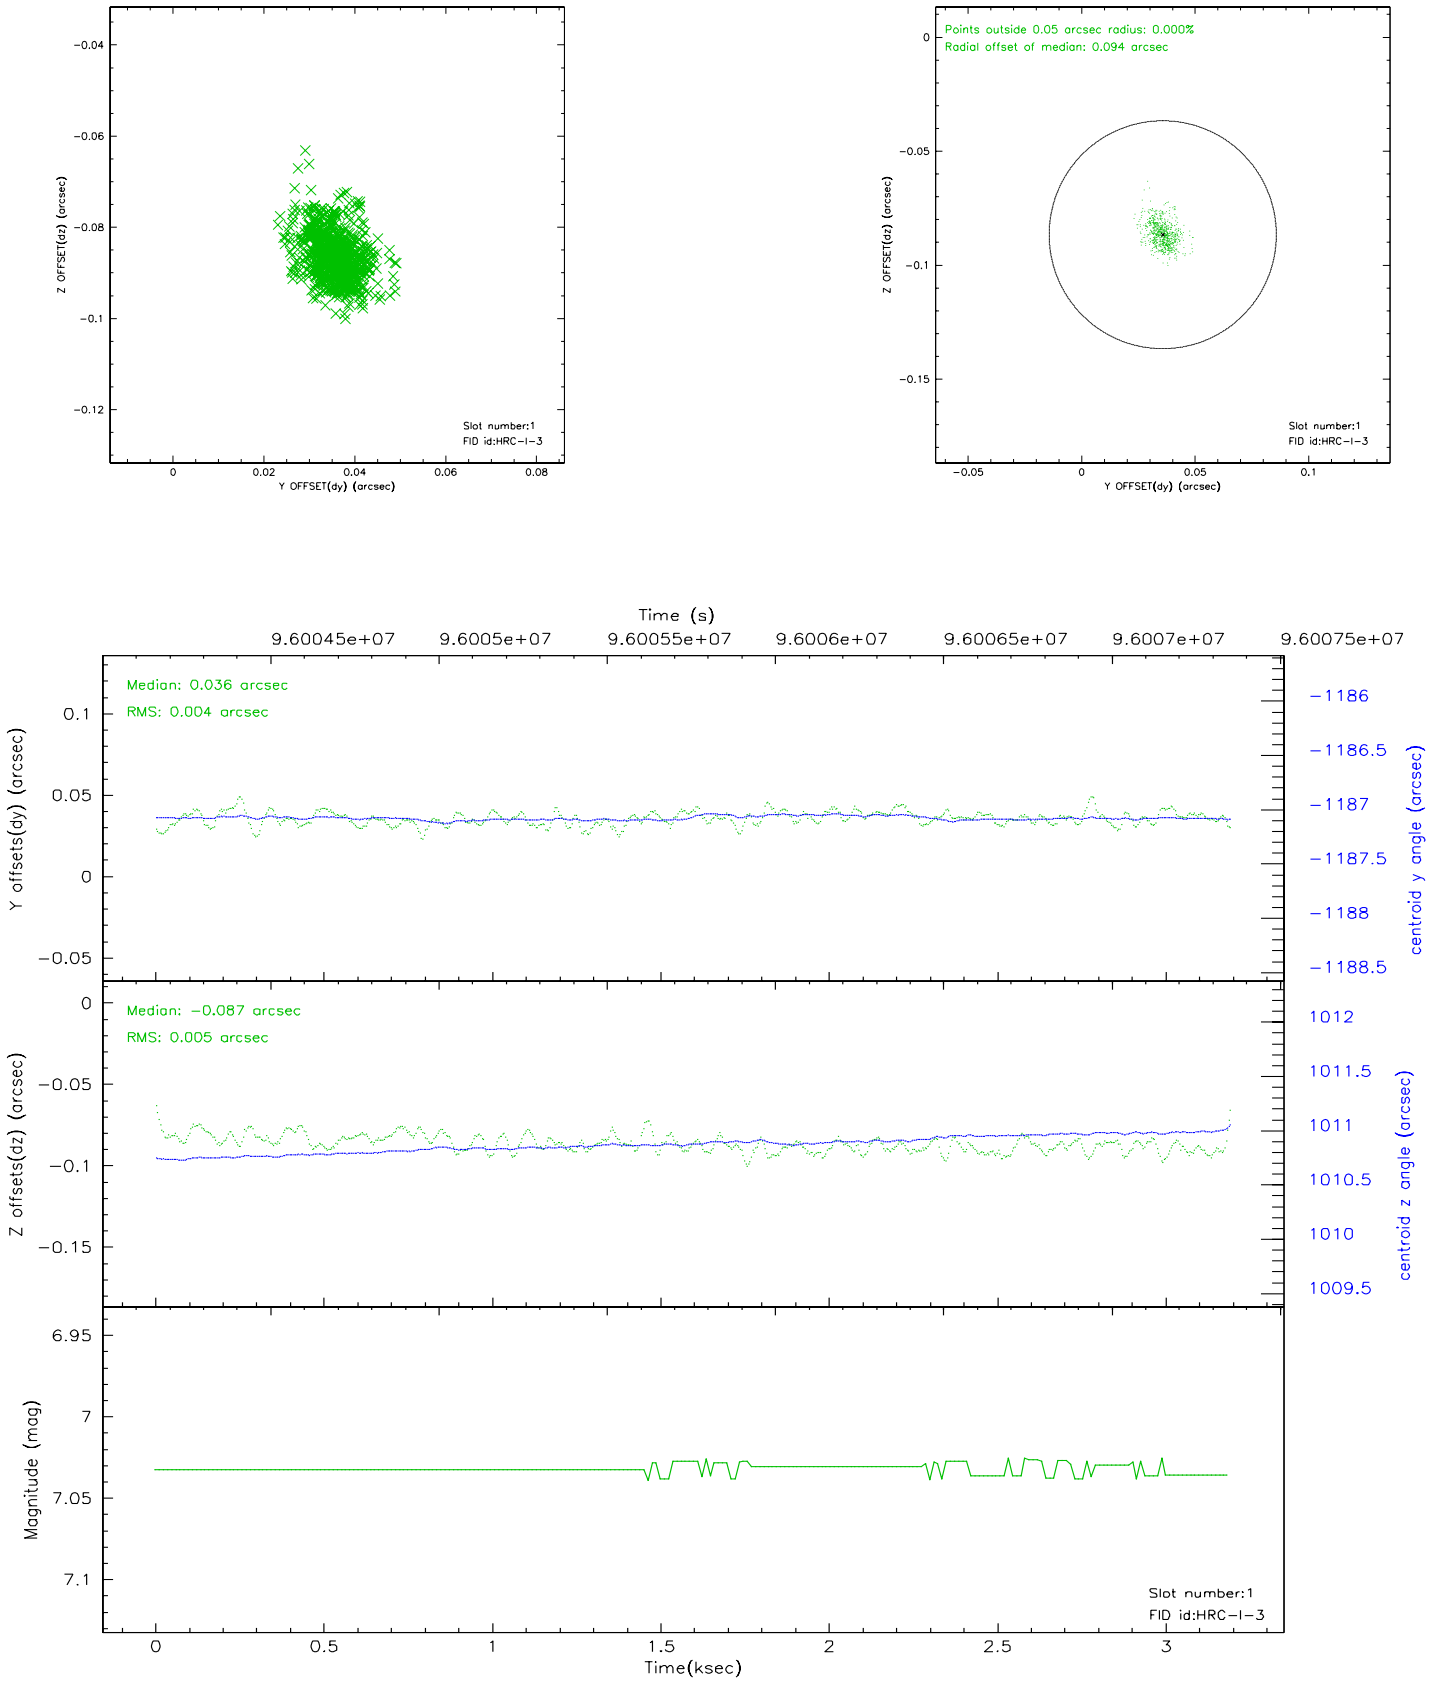 -0.04
-0.06
-0.08
-0.1
-0.12
Z OFFSET(dz) (arcsec)
Slot number:1
FID id:HRC-I-3
0 0.02 0.04 0.06 0.08
Y OFFSET(dy) (arcsec)
Points outside 0.05 arcsec radius: 0.000%
Radial offset of median: 0.094 arcsec
0
-0.05
-0.1
-0.15
Z OFFSET(dz) (arcsec)
Slot number:1
FID id:HRC-I-3
-0.05 0 0.05 0.1
Y OFFSET(dy) (arcsec)
Time (s)
9.60045e+07 9.6005e+07 9.60055e+07 9.6006e+07 9.60065e+07 9.6007e+07 9.60075e+07
Median: 0.036 arcsec
RMS: 0.004 arcsec
0.1
0.05
0
-0.05
Y offsets(dy) (arcsec)
-1186
-1186.5
-1187
-1187.5
-1188
-1188.5
centroid y angle (arcsec)
Median: -0.087 arcsec
RMS: 0.005 arcsec
0
-0.05
-0.1
-0.15
Z offsets(dz) (arcsec)
1012
1011.5
1011
1010.5
1010
1009.5
centroid z angle (arcsec)
6.95
7
7.05
7.1
Magnitude (mag)
Slot number:1
FID id:HRC-I-3
0 0.5 1 1.5 2 2.5 3
Time(ksec)